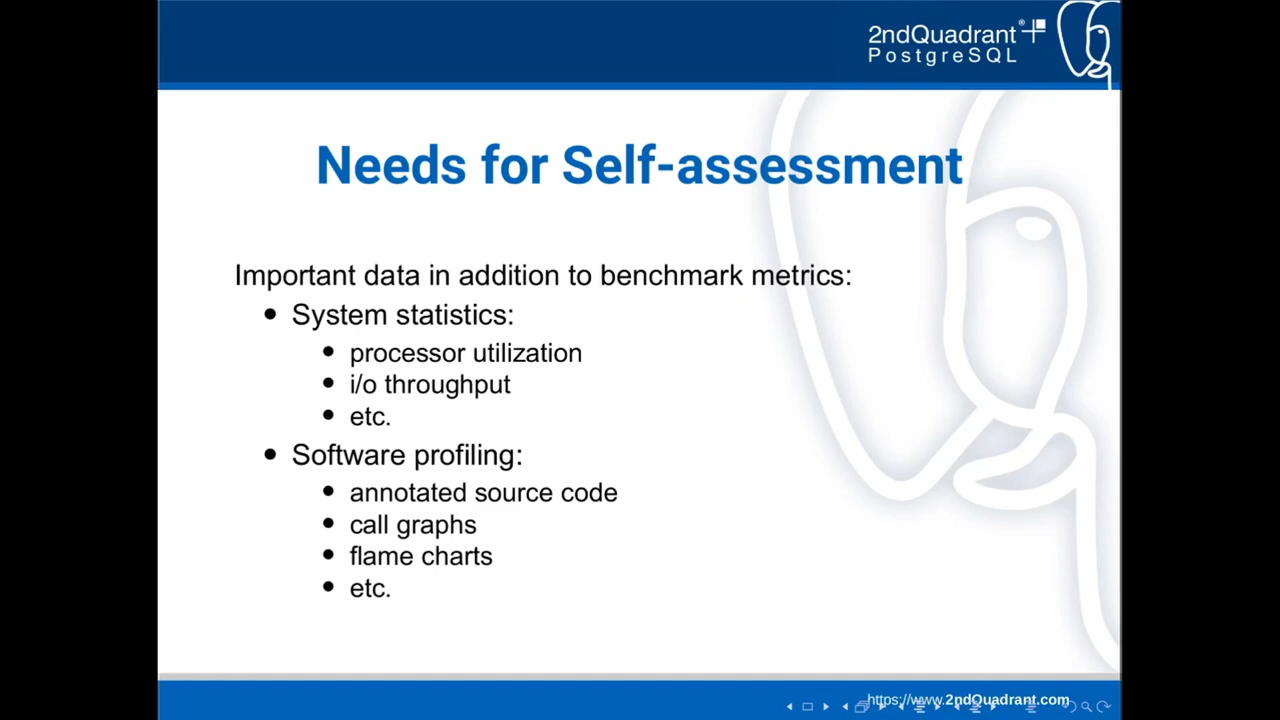 2ndQuadrant®
PostgreSQL
Needs for Self-assessment
Important data in addition to benchmark metrics:
• System statistics:
• processor utilization
• i/o throughput
• etc.
• Software profiling:
• annotated source code
• call graphs
• flame charts
• etc.
https://www.2ndQuadrant.com